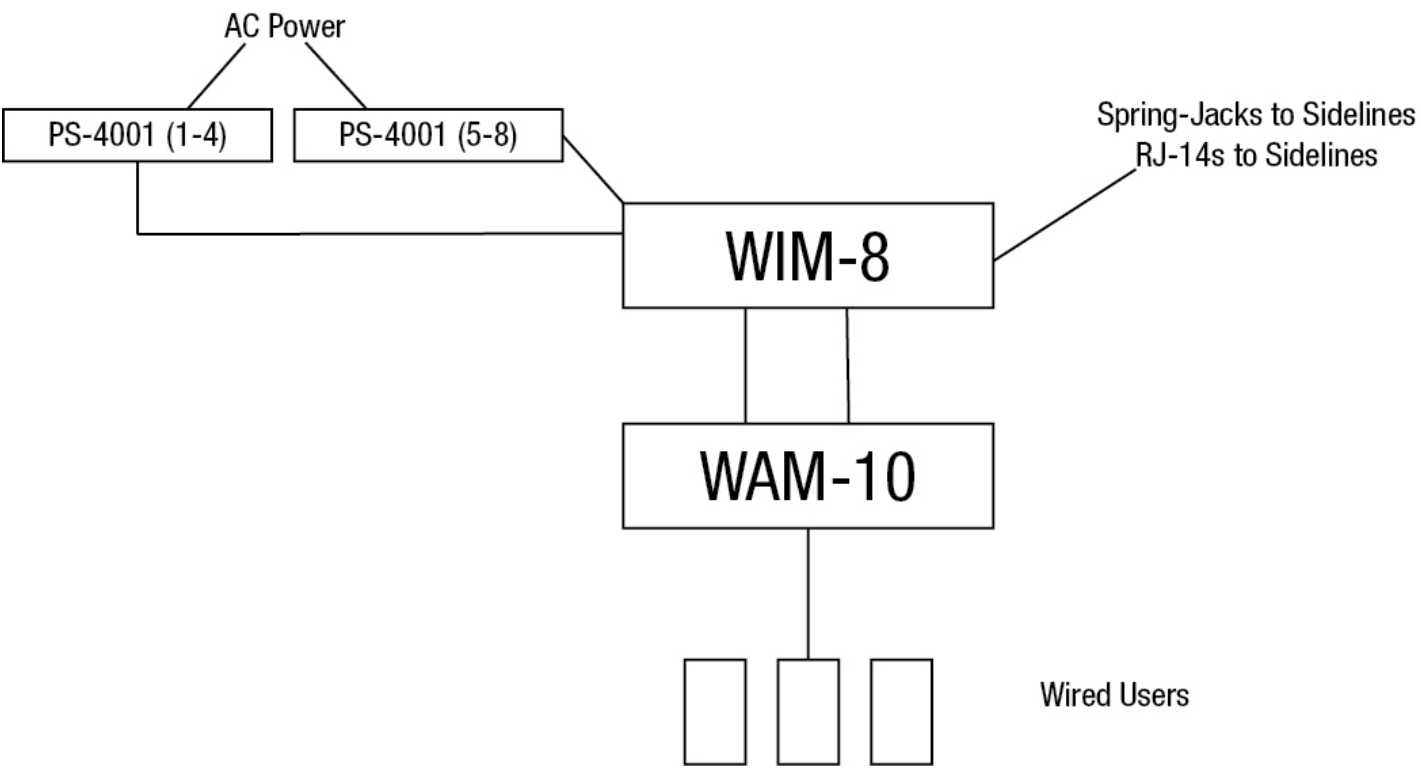 AC Power
PS-4001 (1-4)
PS-4001 (5-8)
Spring-Jacks to Sidelines
RJ-14s to Sidelines
WIM-8
WAM-10
Wired Users